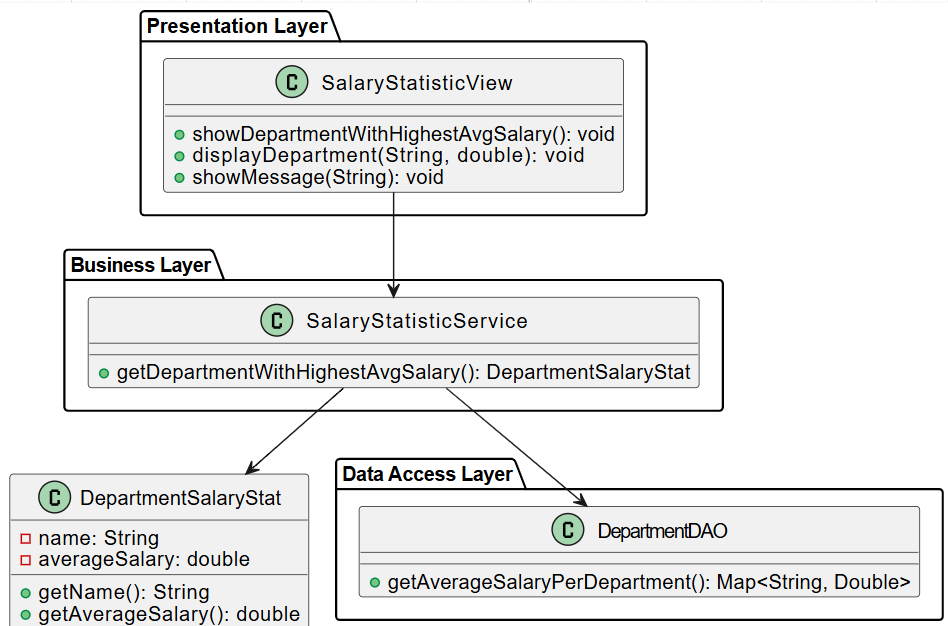 Presentation Layer
C SalaryStatisticView
showDepartmentWithHighestAvgSalary(): void
displayDepartment(String, double): void
showMessage(String): void
Business Layer
C SalaryStatisticService
getDepartmentWithHighestAvgSalary(): DepartmentSalaryStat
C DepartmentSalaryStat
name: String
averageSalary: double
getName(): String
getAverageSalary(): double
Data Access Layer
C DepartmentDAO
getAverageSalaryPerDepartment(): Map<String, Double>